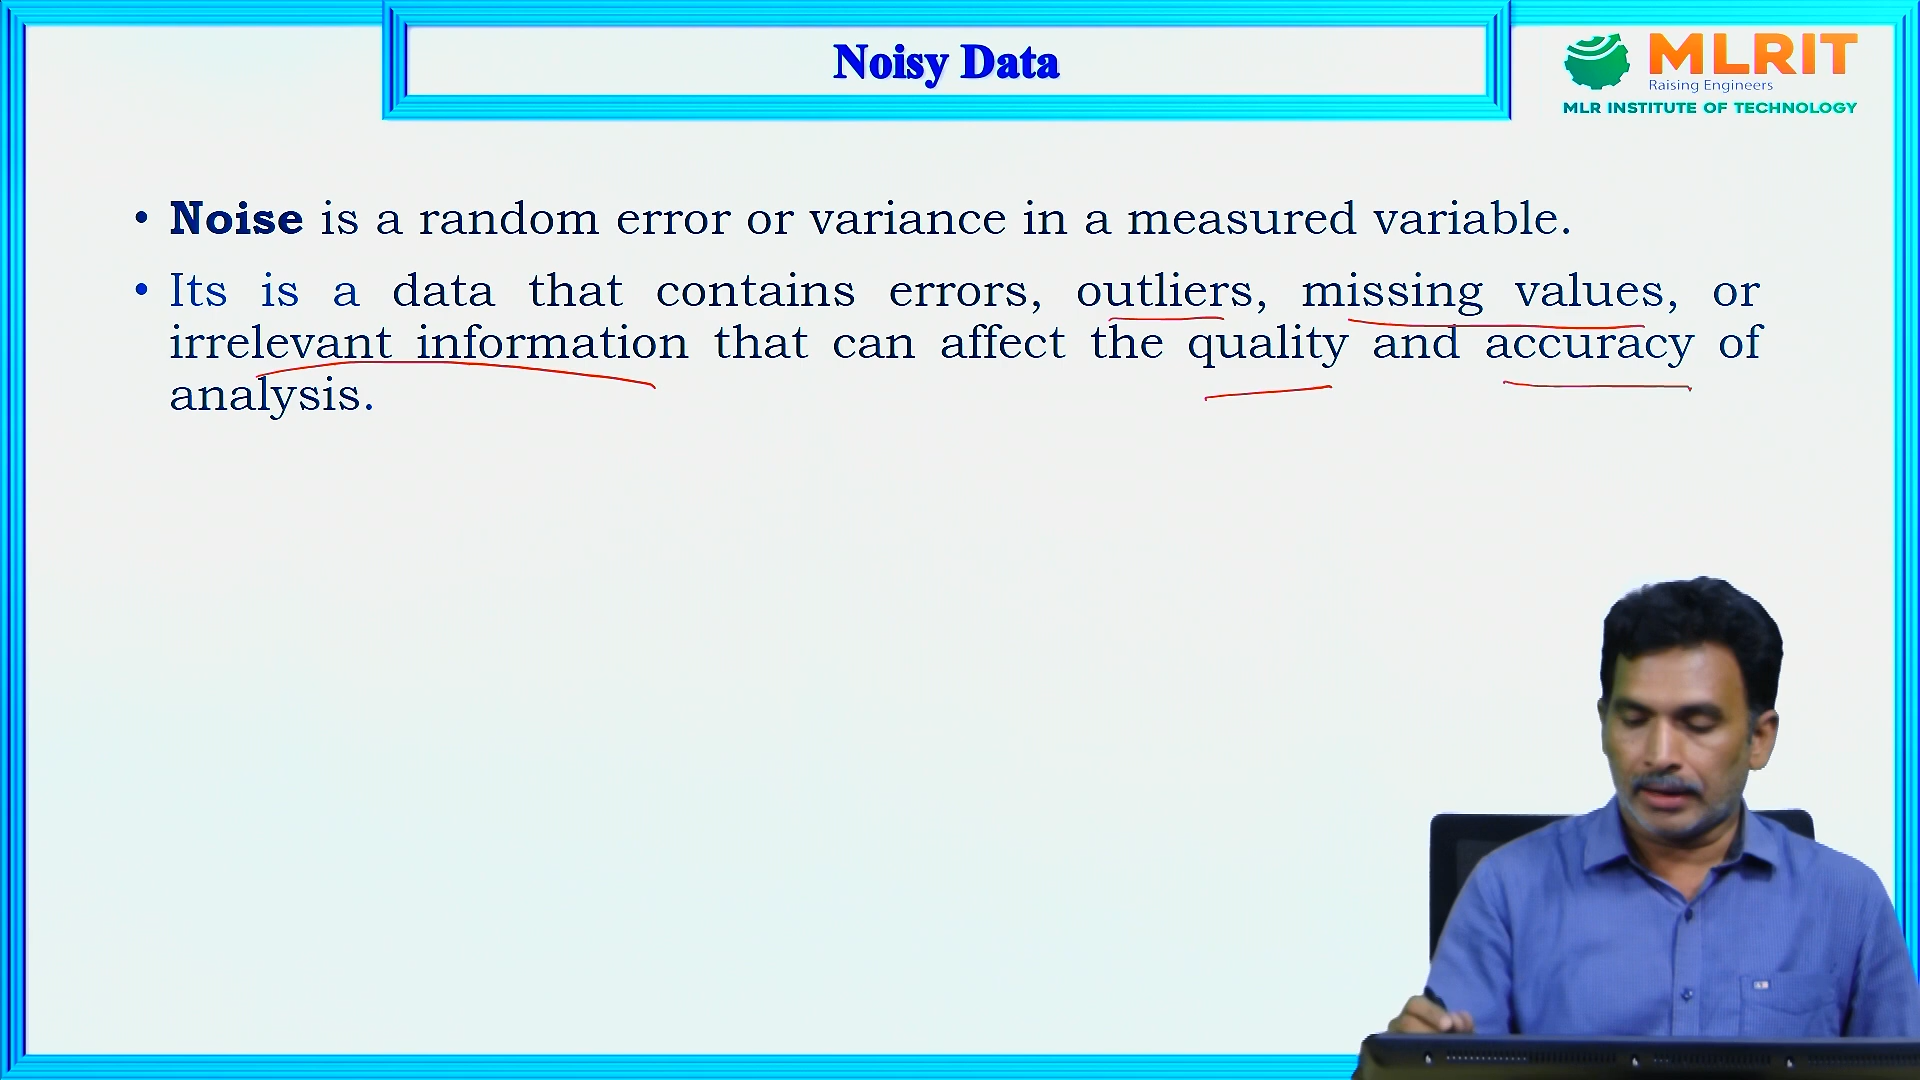 Noisy Data
MLRIT
Raising Engineers
MLR INSTITUTE OF TECHNOLOGY
• Noise is a random error or variance in a measured variable.
• Its is a data that contains errors, outliers, missing values, or
irrelevant information that can affect the quality and accuracy of
analysis.